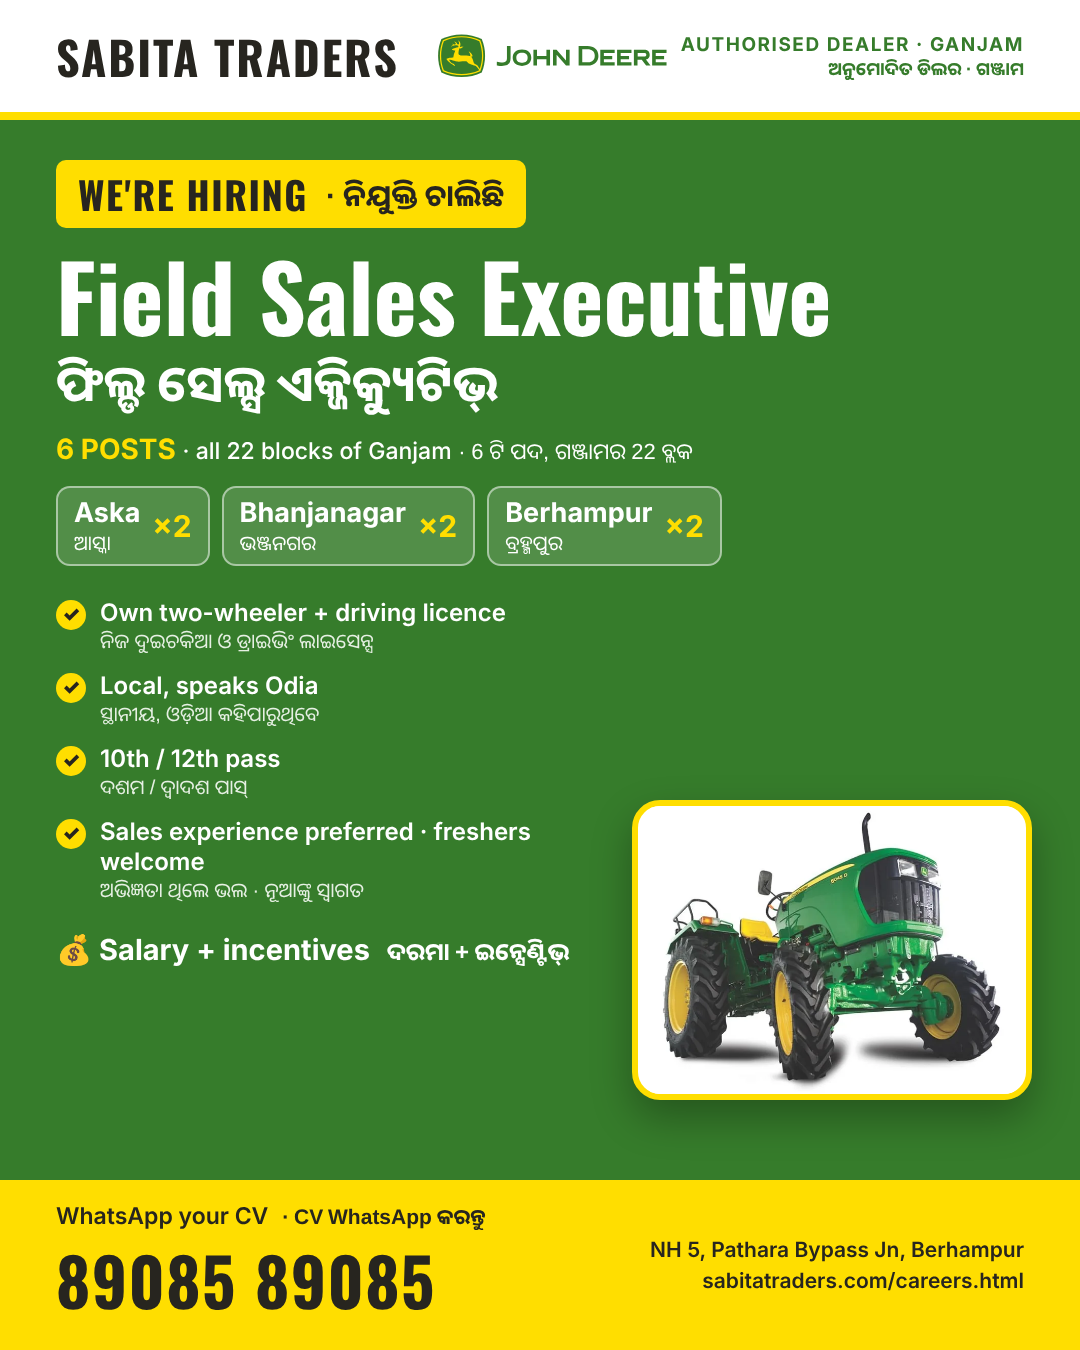 SABITA TRADERS
JOHN DEERE
AUTHORISED DEALER · GANJAM
ଅନୁମୋଦିତ ଡିଲର · ଗଞ୍ଜାମ
WE'RE HIRING · ନିଯୁକ୍ତି ଚାଲିଛି
Field Sales Executive
ଫିଲ୍ଡ ସେଲ୍ସ ଏକ୍ଜିକ୍ୟୁଟିଭ୍
6 POSTS · all 22 blocks of Ganjam · 6 ଟି ପଦ, ଗଞ୍ଜାମର 22 ବ୍ଲକ
Aska ×2
ଆସ୍କା
Bhanjanagar ×2
ଭଞ୍ଜନଗର
Berhampur ×2
ବ୍ରହ୍ମପୁର
Own two-wheeler + driving licence
ନିଜ ଦୁଇଚକିଆ ଓ ଡ୍ରାଇଭିଂ ଲାଇସେନ୍ସ
Local, speaks Odia
ସ୍ଥାନୀୟ, ଓଡ଼ିଆ କହିପାରୁଥିବେ
10th / 12th pass
ଦଶମ / ଦ୍ୱାଦଶ ପାସ୍
Sales experience preferred · freshers
welcome
ଅଭିଜ୍ଞତା ଥିଲେ ଭଲ · ନୂଆଙ୍କୁ ସ୍ୱାଗତ
💰 Salary + incentives ଦରମା + ଇନ୍ସେଣ୍ଟିଭ୍
WhatsApp your CV · CV WhatsApp କରନ୍ତୁ
89085 89085
NH 5, Pathara Bypass Jn, Berhampur
sabitatraders.com/careers.html